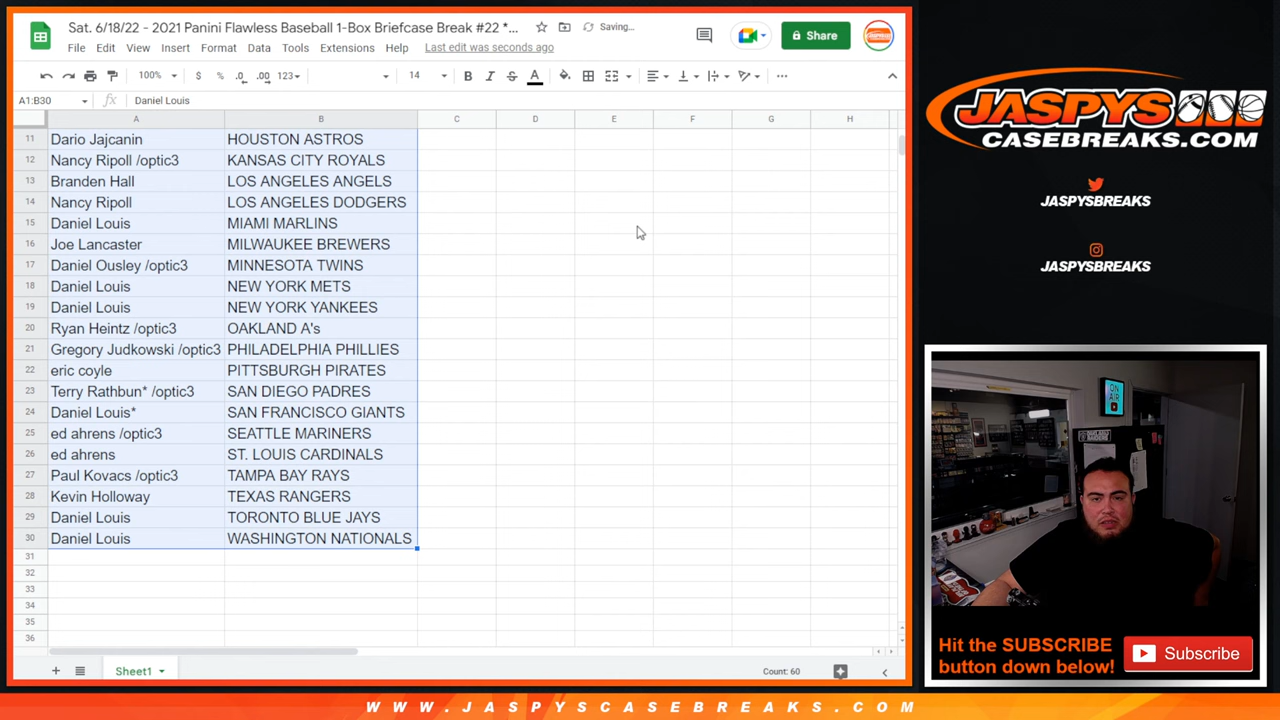 Sat. 6/18/22 - 2021 Panini Flawless Baseball 1-Box Briefcase Break #22 *...
Saving...
File Edit View Insert Format Data Tools Extensions Help Last edit was seconds ago
Share
100% $ % .0 .00 123 14 B I S A
A1:B30 fx Daniel Louis
A B C D E F G H
11 Dario Jajcanin HOUSTON ASTROS
12 Nancy Ripoll /optic3 KANSAS CITY ROYALS
13 Branden Hall LOS ANGELES ANGELS
14 Nancy Ripoll LOS ANGELES DODGERS
15 Daniel Louis MIAMI MARLINS
16 Joe Lancaster MILWAUKEE BREWERS
17 Daniel Ousley /optic3 MINNESOTA TWINS
18 Daniel Louis NEW YORK METS
19 Daniel Louis NEW YORK YANKEES
20 Ryan Heintz /optic3 OAKLAND A's
21 Gregory Judkowski /optic3 PHILADELPHIA PHILLIES
22 eric coyle PITTSBURGH PIRATES
23 Terry Rathbun* /optic3 SAN DIEGO PADRES
24 Daniel Louis* SAN FRANCISCO GIANTS
25 ed ahrens /optic3 SEATTLE MARINERS
26 ed ahrens ST. LOUIS CARDINALS
27 Paul Kovacs /optic3 TAMPA BAY RAYS
28 Kevin Holloway TEXAS RANGERS
29 Daniel Louis TORONTO BLUE JAYS
30 Daniel Louis WASHINGTON NATIONALS
31
32
33
34
35
36
Sheet1
Count: 60
JASPYS
CASEBREAKS.COM
JASPYSBREAKS
JASPYSBREAKS
ON AIR
Hit the SUBSCRIBE
button down below!
Subscribe
WWW.JASPYSCASEBREAKS.COM